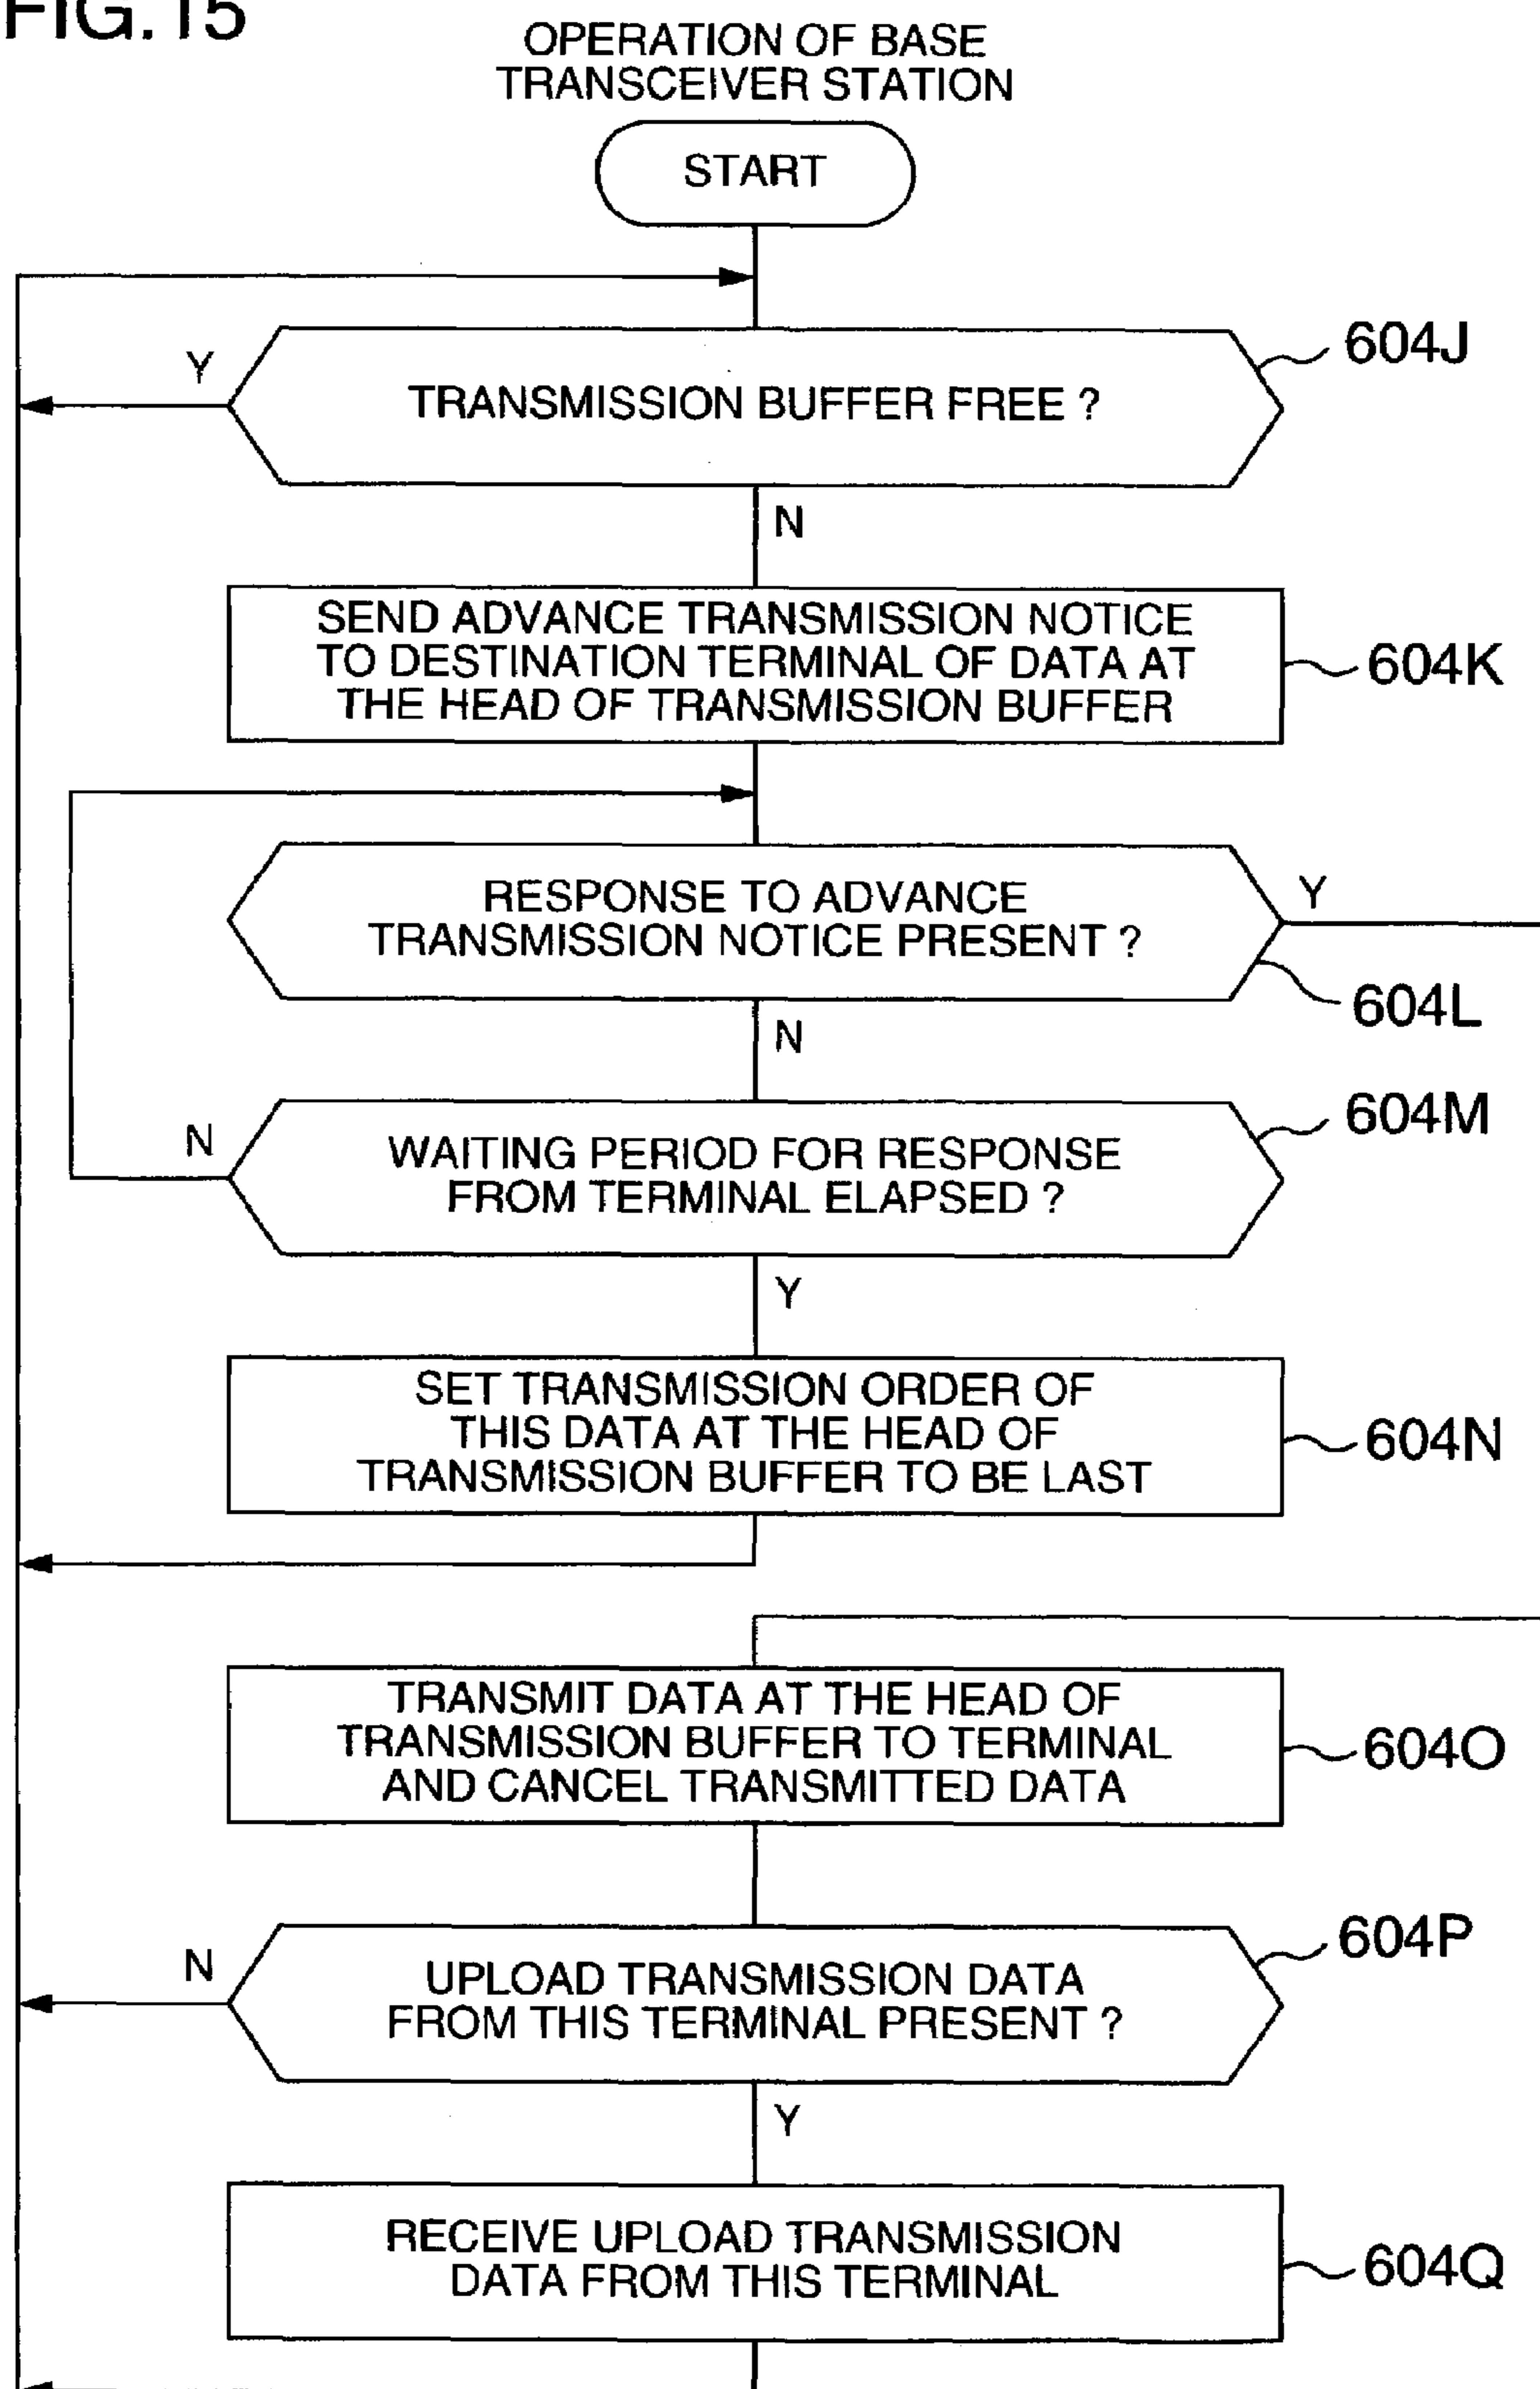 FIG.15
OPERATION OF BASE
TRANSCEIVER STATION
START
604J
Y
TRANSMISSION BUFFER FREE ?
N
SEND ADVANCE TRANSMISSION NOTICE
TO DESTINATION TERMINAL OF DATA AT
THE HEAD OF TRANSMISSION BUFFER
604K
RESPONSE TO ADVANCE
TRANSMISSION NOTICE PRESENT ?
Y
604L
N
604M
N
WAITING PERIOD FOR RESPONSE
FROM TERMINAL ELAPSED ?
Y
SET TRANSMISSION ORDER OF
THIS DATA AT THE HEAD OF
TRANSMISSION BUFFER TO BE LAST
604N
TRANSMIT DATA AT THE HEAD OF
TRANSMISSION BUFFER TO TERMINAL
AND CANCEL TRANSMITTED DATA
604O
604P
N
UPLOAD TRANSMISSION DATA
FROM THIS TERMINAL PRESENT ?
Y
RECEIVE UPLOAD TRANSMISSION
DATA FROM THIS TERMINAL
604Q